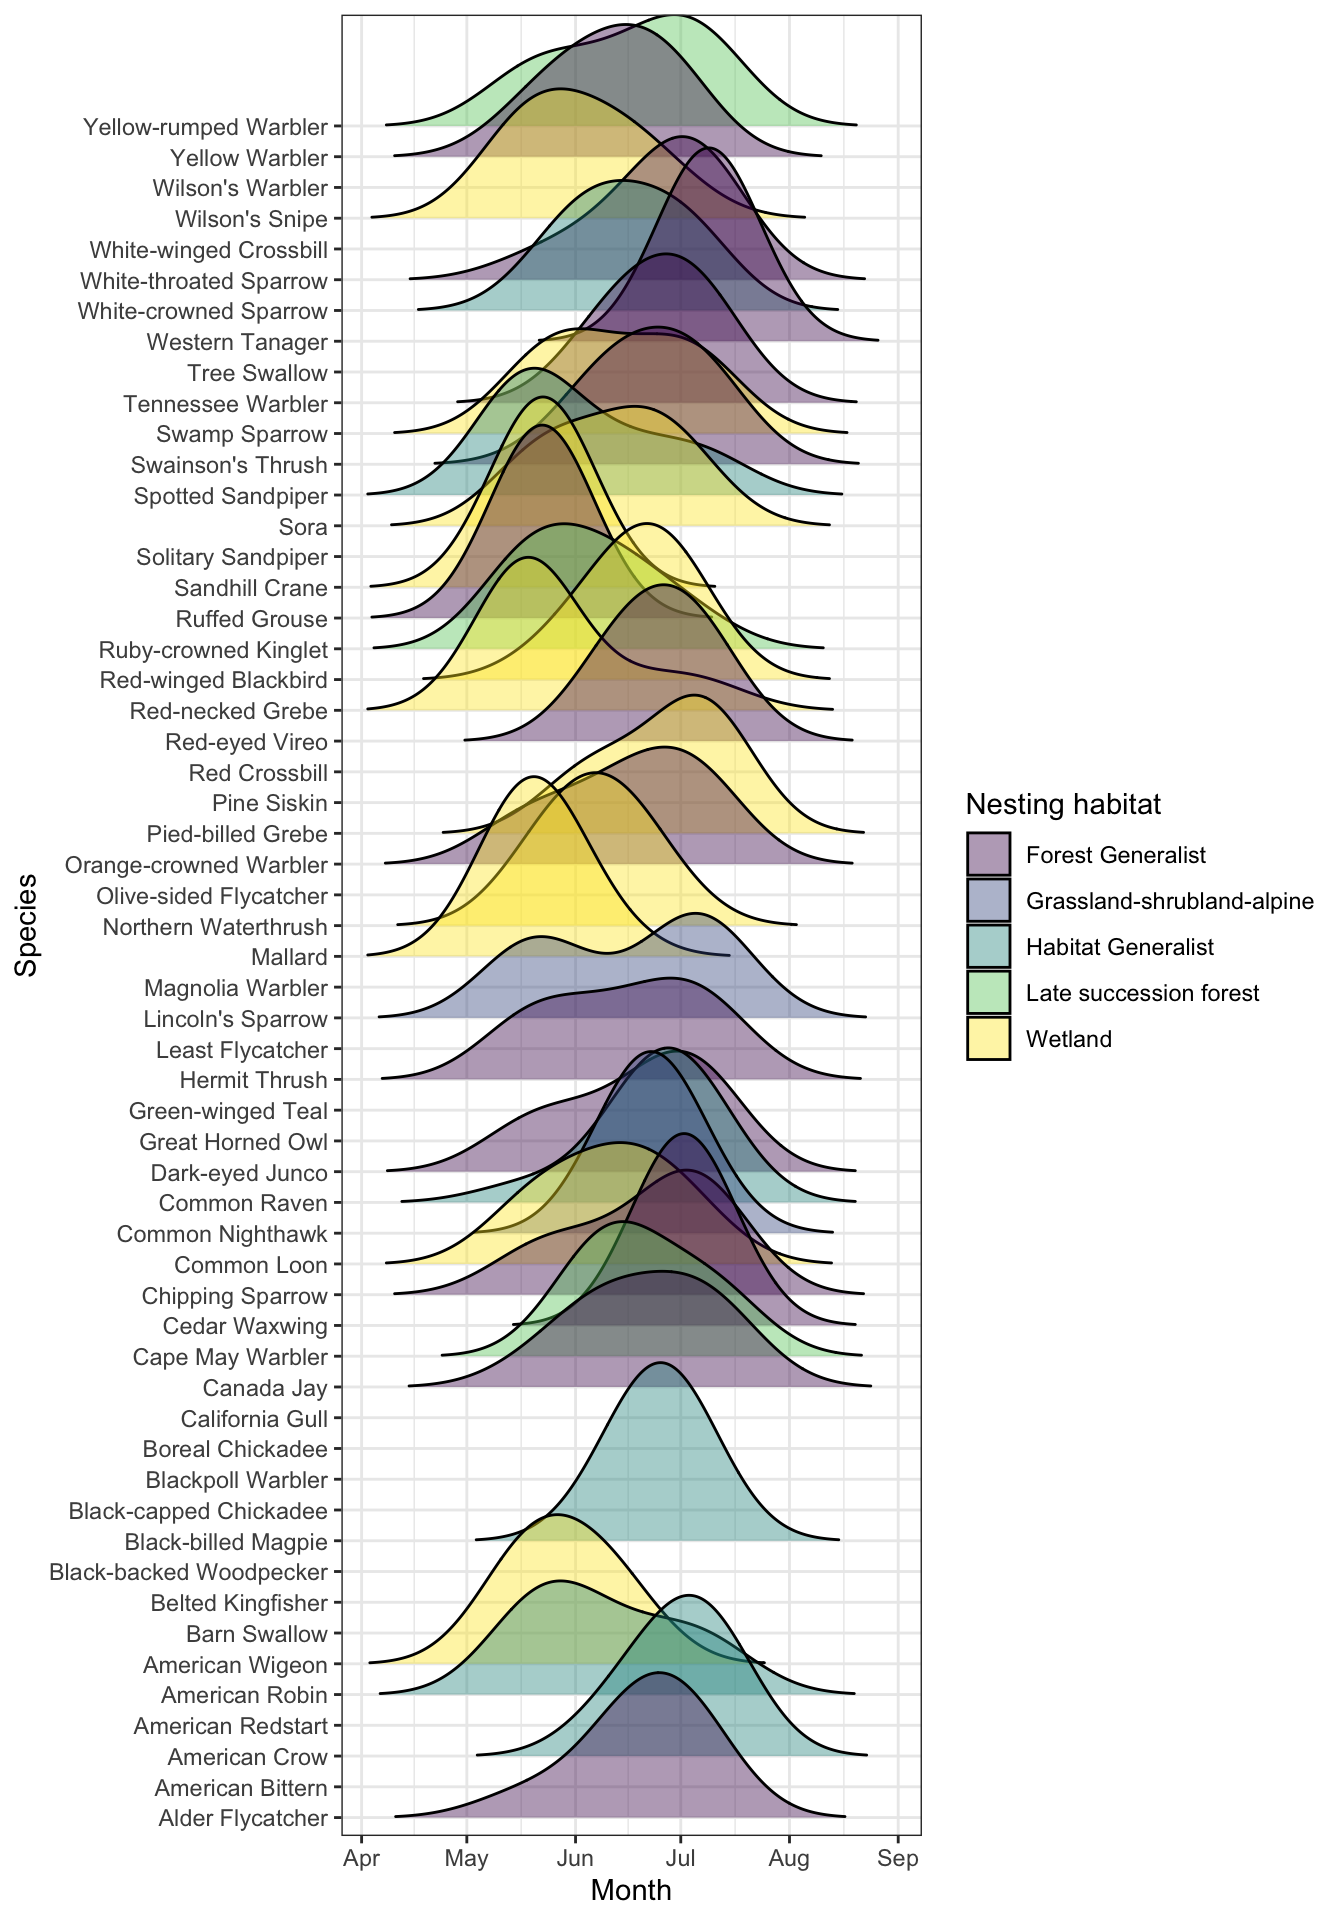 Yellow-rumped Warbler
Yellow Warbler
Wilson's Warbler
Wilson's Snipe
White-winged Crossbill
White-throated Sparrow
White-crowned Sparrow
Western Tanager
Tree Swallow
Tennessee Warbler
Swamp Sparrow
Swainson's Thrush
Spotted Sandpiper
Sora
Solitary Sandpiper
Sandhill Crane
Ruffed Grouse
Ruby-crowned Kinglet
Red-winged Blackbird
Red-necked Grebe
Red-eyed Vireo
Red Crossbill
Pine Siskin
Pied-billed Grebe
Orange-crowned Warbler
Olive-sided Flycatcher
Northern Waterthrush
Mallard
Magnolia Warbler
Lincoln's Sparrow
Least Flycatcher
Hermit Thrush
Green-winged Teal
Great Horned Owl
Dark-eyed Junco
Common Raven
Common Nighthawk
Common Loon
Chipping Sparrow
Cedar Waxwing
Cape May Warbler
Canada Jay
California Gull
Boreal Chickadee
Blackpoll Warbler
Black-capped Chickadee
Black-billed Magpie
Black-backed Woodpecker
Belted Kingfisher
Barn Swallow
American Wigeon
American Robin
American Redstart
American Crow
American Bittern
Alder Flycatcher
Species
Apr May Jun Jul Aug Sep
Month
Nesting habitat
Forest Generalist
Grassland-shrubland-alpine
Habitat Generalist
Late succession forest
Wetland